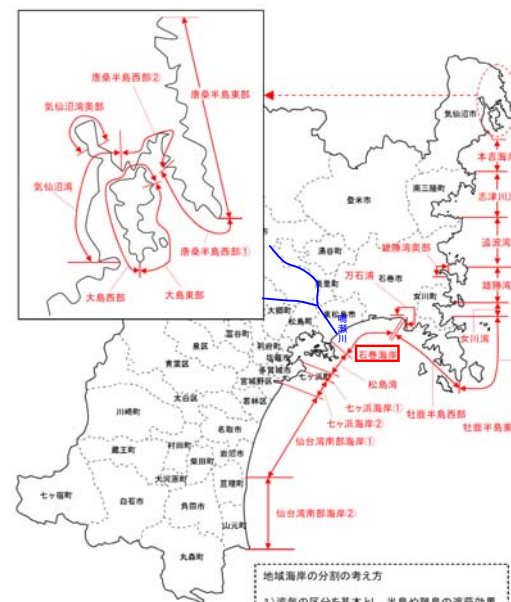 唐桑半島西部②
唐桑半島東部
気仙沼湾奥部
気仙沼湾
唐桑半島西部①
大島西部
大島東部
気仙沼市
本吉海岸
南三陸町
志津川湾
登米市
追波湾
雄勝湾奥部
涌谷町
万石湾
石巻市
美里町
女川町
雄勝湾
大郷町
東松島市
松島町
鳴瀬川
女川湾
富谷町
利府町
石巻海岸
泉区
塩竈市
多賀城市
松島湾
青葉区
宮城野区
七ヶ浜町
牡鹿半島西部
牡鹿半島東
太白区
若林区
七ヶ浜海岸①
川崎町
七ヶ浜海岸②
名取市
仙台湾南部海岸①
村田町
岩沼市
蔵王町
柴田町
大河原町
亘理町
七ヶ宿町
白石市
角田市
仙台湾南部海岸②
山元町
丸森町
地域海岸の分割の考え方